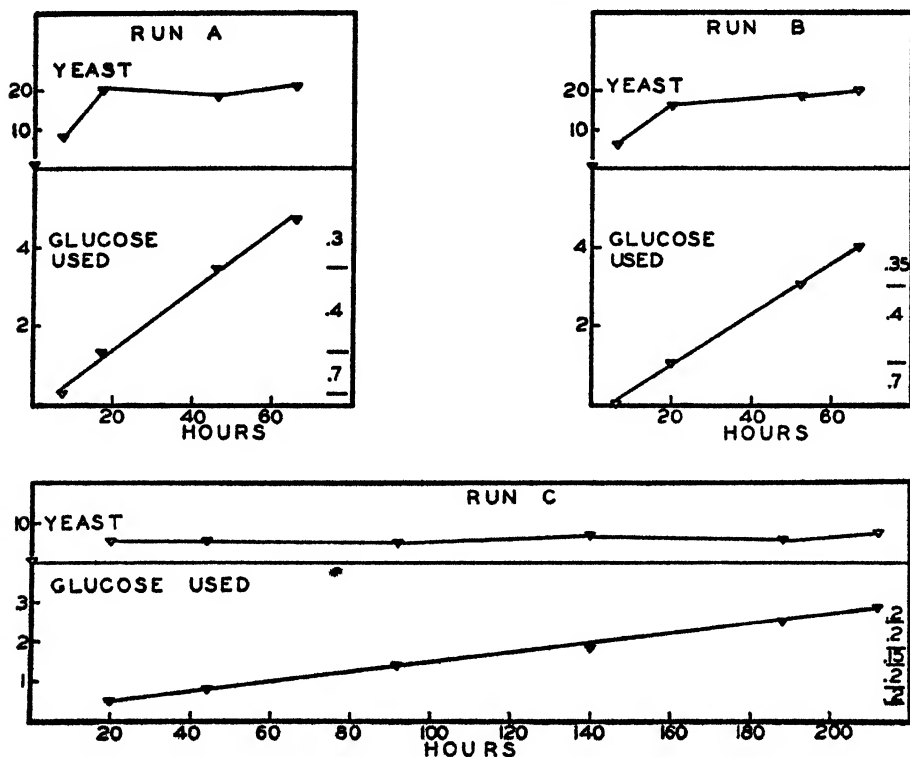 RUN A
YEAST
20
10
GLUCOSE
USED
4
2
.3
.4
.7
20 40 60
HOURS
RUN B
YEAST
20
10
GLUCOSE
USED
4
2
.35
.4
.7
20 40 60
HOURS
RUN C
10 YEAST
GLUCOSE USED
3
2
1
20 40 60 80 100 120 140 160 180 200
HOURS